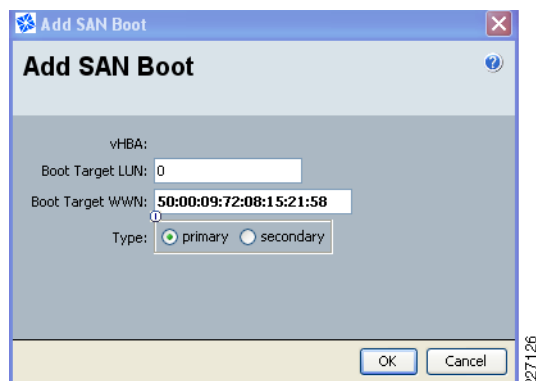 Add SAN Boot
Add SAN Boot
vHBA:
Boot Target LUN: 0
Boot Target WWN: 50:00:09:72:08:15:21:58
Type: primary secondary
OK Cancel
227126